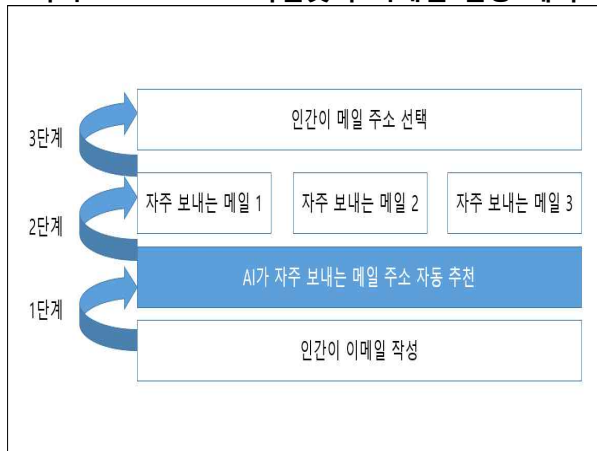 인간이 메일 주소 선택
3단계
자주 보내는 메일 1 자주 보내는 메일 2 자주 보내는 메일 3
2단계
AI가 자주 보내는 메일 주소 자동 추천
1단계
인간이 이메일 작성